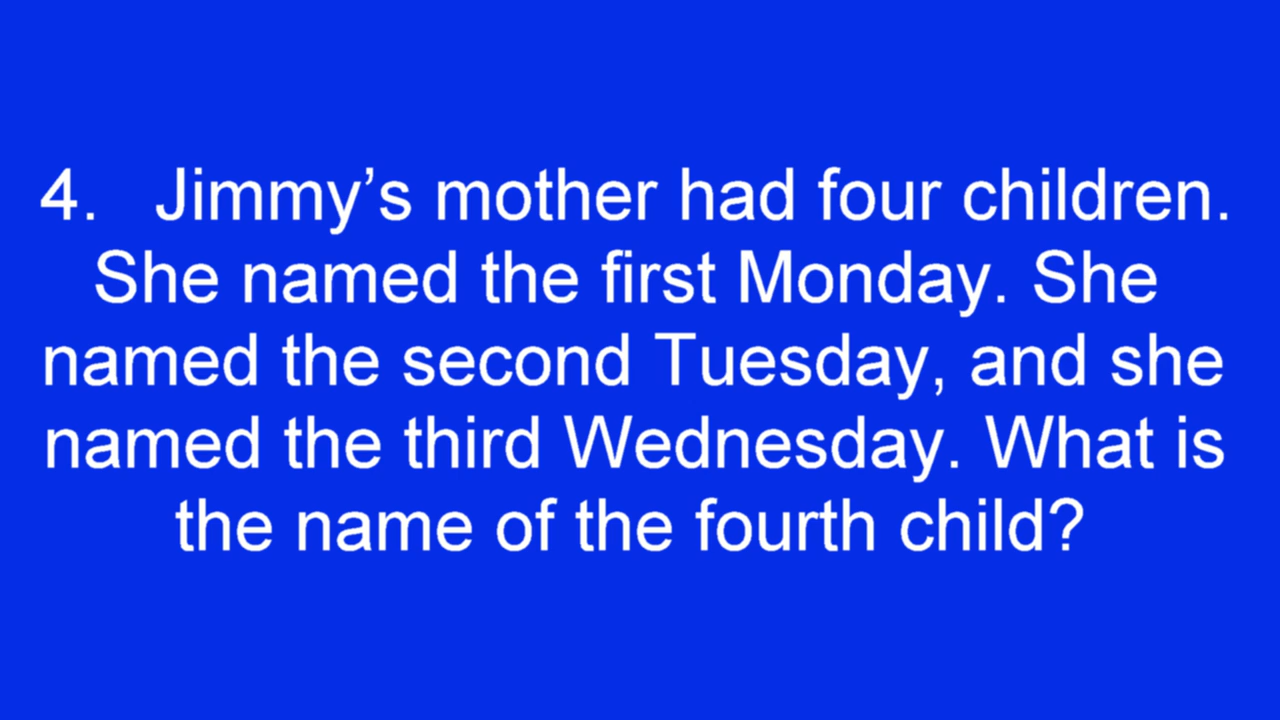 4. Jimmy’s mother had four children.
She named the first Monday. She
named the second Tuesday, and she
named the third Wednesday. What is
the name of the fourth child?